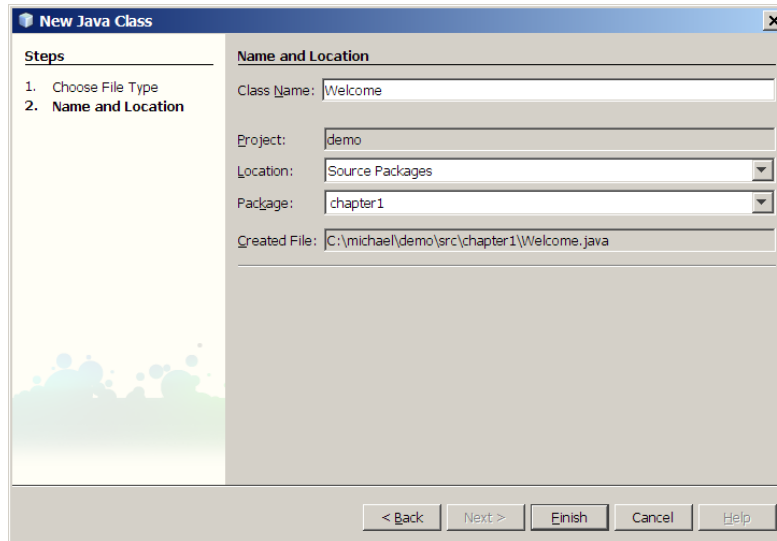 New Java Class
Steps
1. Choose File Type
2. Name and Location
Name and Location
Class Name: Welcome
Project: demo
Location: Source Packages
Package: chapter1
Created File: C:\michael\demo\src\chapter1\Welcome.java
< Back Next > Finish Cancel Help